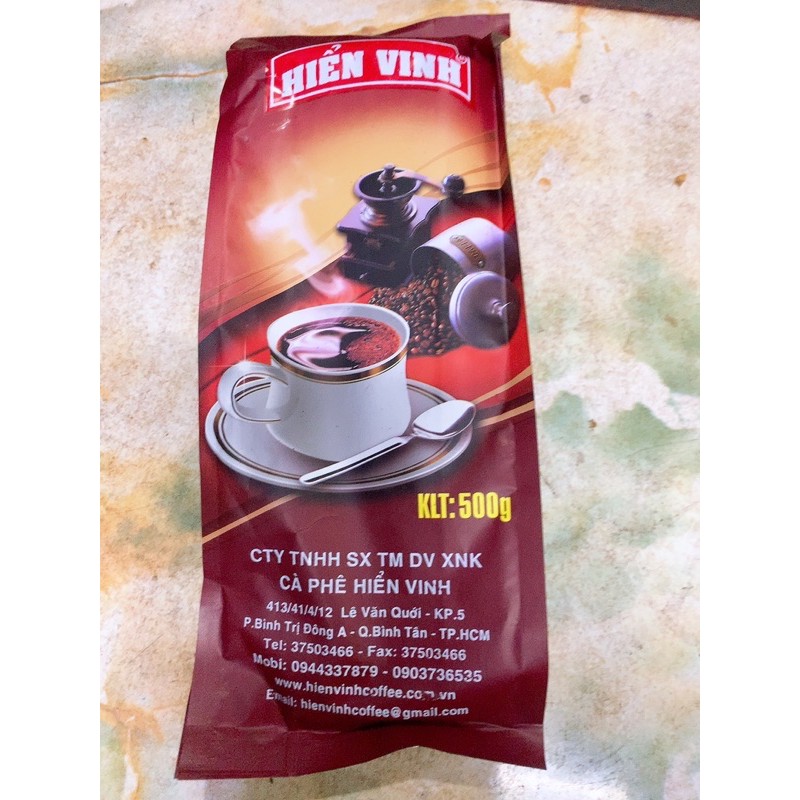 HIỂN VINH®
KLT: 500g
CTY TNHH SX TM DV XNK
CÀ PHÊ HIỂN VINH
413/41/4/12 Lê Văn Quới - KP.5
P.Bình Trị Đông A - Q.Bình Tân - TP.HCM
Tel: 37503466 - Fax: 37503466
Mobi: 0944337879 - 0903736535
www.hienvinhcoffee.com.vn
Email: hienvinhcoffee@gmail.com